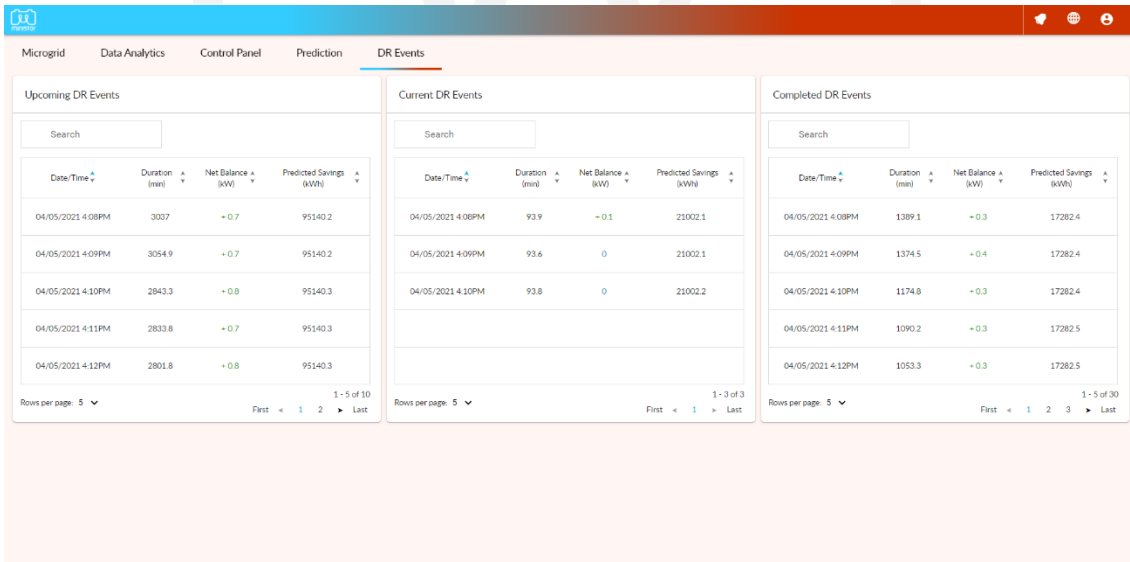 ministor
Microgrid Data Analytics Control Panel Prediction DR Events
Upcoming DR Events
Search
Date/Time Duration (min) Net Balance (kW) Predicted Savings (kWh)
04/05/2021 4:08PM 3037 + 0.7 95140.2
04/05/2021 4:09PM 3054.9 + 0.7 95140.2
04/05/2021 4:10PM 2843.3 + 0.8 95140.3
04/05/2021 4:11PM 2833.8 + 0.7 95140.3
04/05/2021 4:12PM 2801.8 + 0.8 95140.3
1 - 5 of 10
Rows per page: 5
First 1 2 Last
Current DR Events
Search
Date/Time Duration (min) Net Balance (kW) Predicted Savings (kWh)
04/05/2021 4:08PM 93.9 + 0.1 21002.1
04/05/2021 4:09PM 93.6 0 21002.1
04/05/2021 4:10PM 93.8 0 21002.2
1 - 3 of 3
Rows per page: 5
First 1 Last
Completed DR Events
Search
Date/Time Duration (min) Net Balance (kW) Predicted Savings (kWh)
04/05/2021 4:08PM 1389.1 + 0.3 17282.4
04/05/2021 4:09PM 1374.5 + 0.4 17282.4
04/05/2021 4:10PM 1174.8 + 0.3 17282.4
04/05/2021 4:11PM 1090.2 + 0.3 17282.5
04/05/2021 4:12PM 1053.3 + 0.3 17282.5
1 - 5 of 30
Rows per page: 5
First 1 2 3 Last